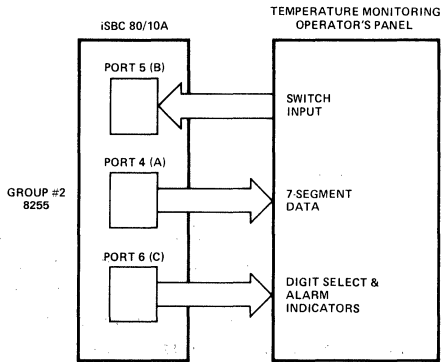 iSBC 80/10A
TEMPERATURE MONITORING
OPERATOR'S PANEL
PORT 5 (B)
SWITCH
INPUT
PORT 4 (A)
GROUP #2
8255
7-SEGMENT
DATA
PORT 6 (C)
DIGIT SELECT &
ALARM
INDICATORS